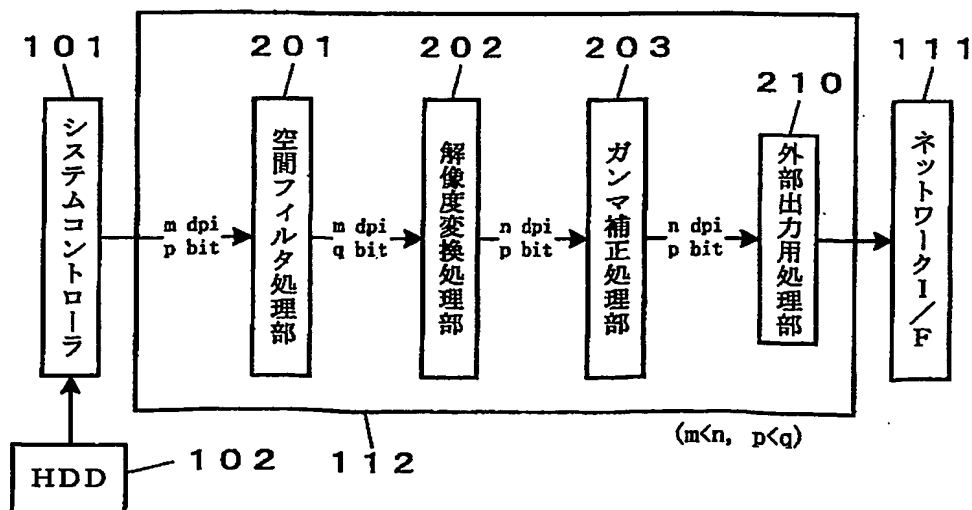 101
201
202
203
210
111
システムコントローラ
m dpi
p bit
空間フィルタ処理部
m dpi
q bit
解像度変換処理部
n dpi
p bit
ガンマ補正処理部
n dpi
p bit
外部出力用処理部
ネットワークI/F
(m<n, p<q)
HDD
102
112